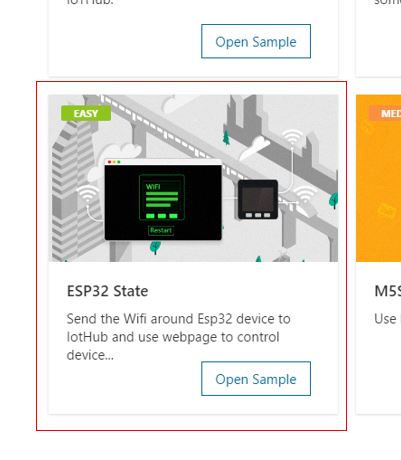 IoTHub.
Open Sample
EASY
WIFI
Restart
ESP32 State
Send the Wifi around Esp32 device to
IotHub and use webpage to control
device...
Open Sample
MED
M5S
Use